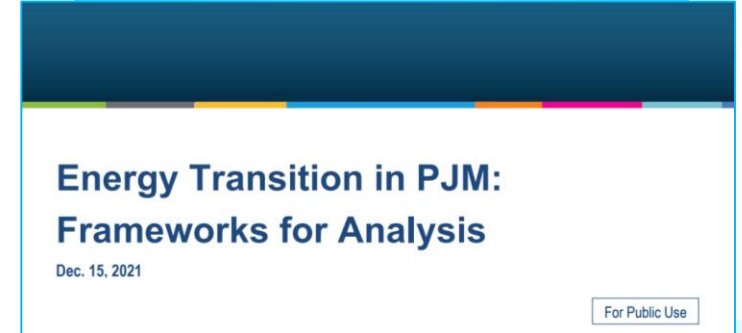 Energy Transition in PJM:
Frameworks for Analysis
Dec. 15, 2021
For Public Use